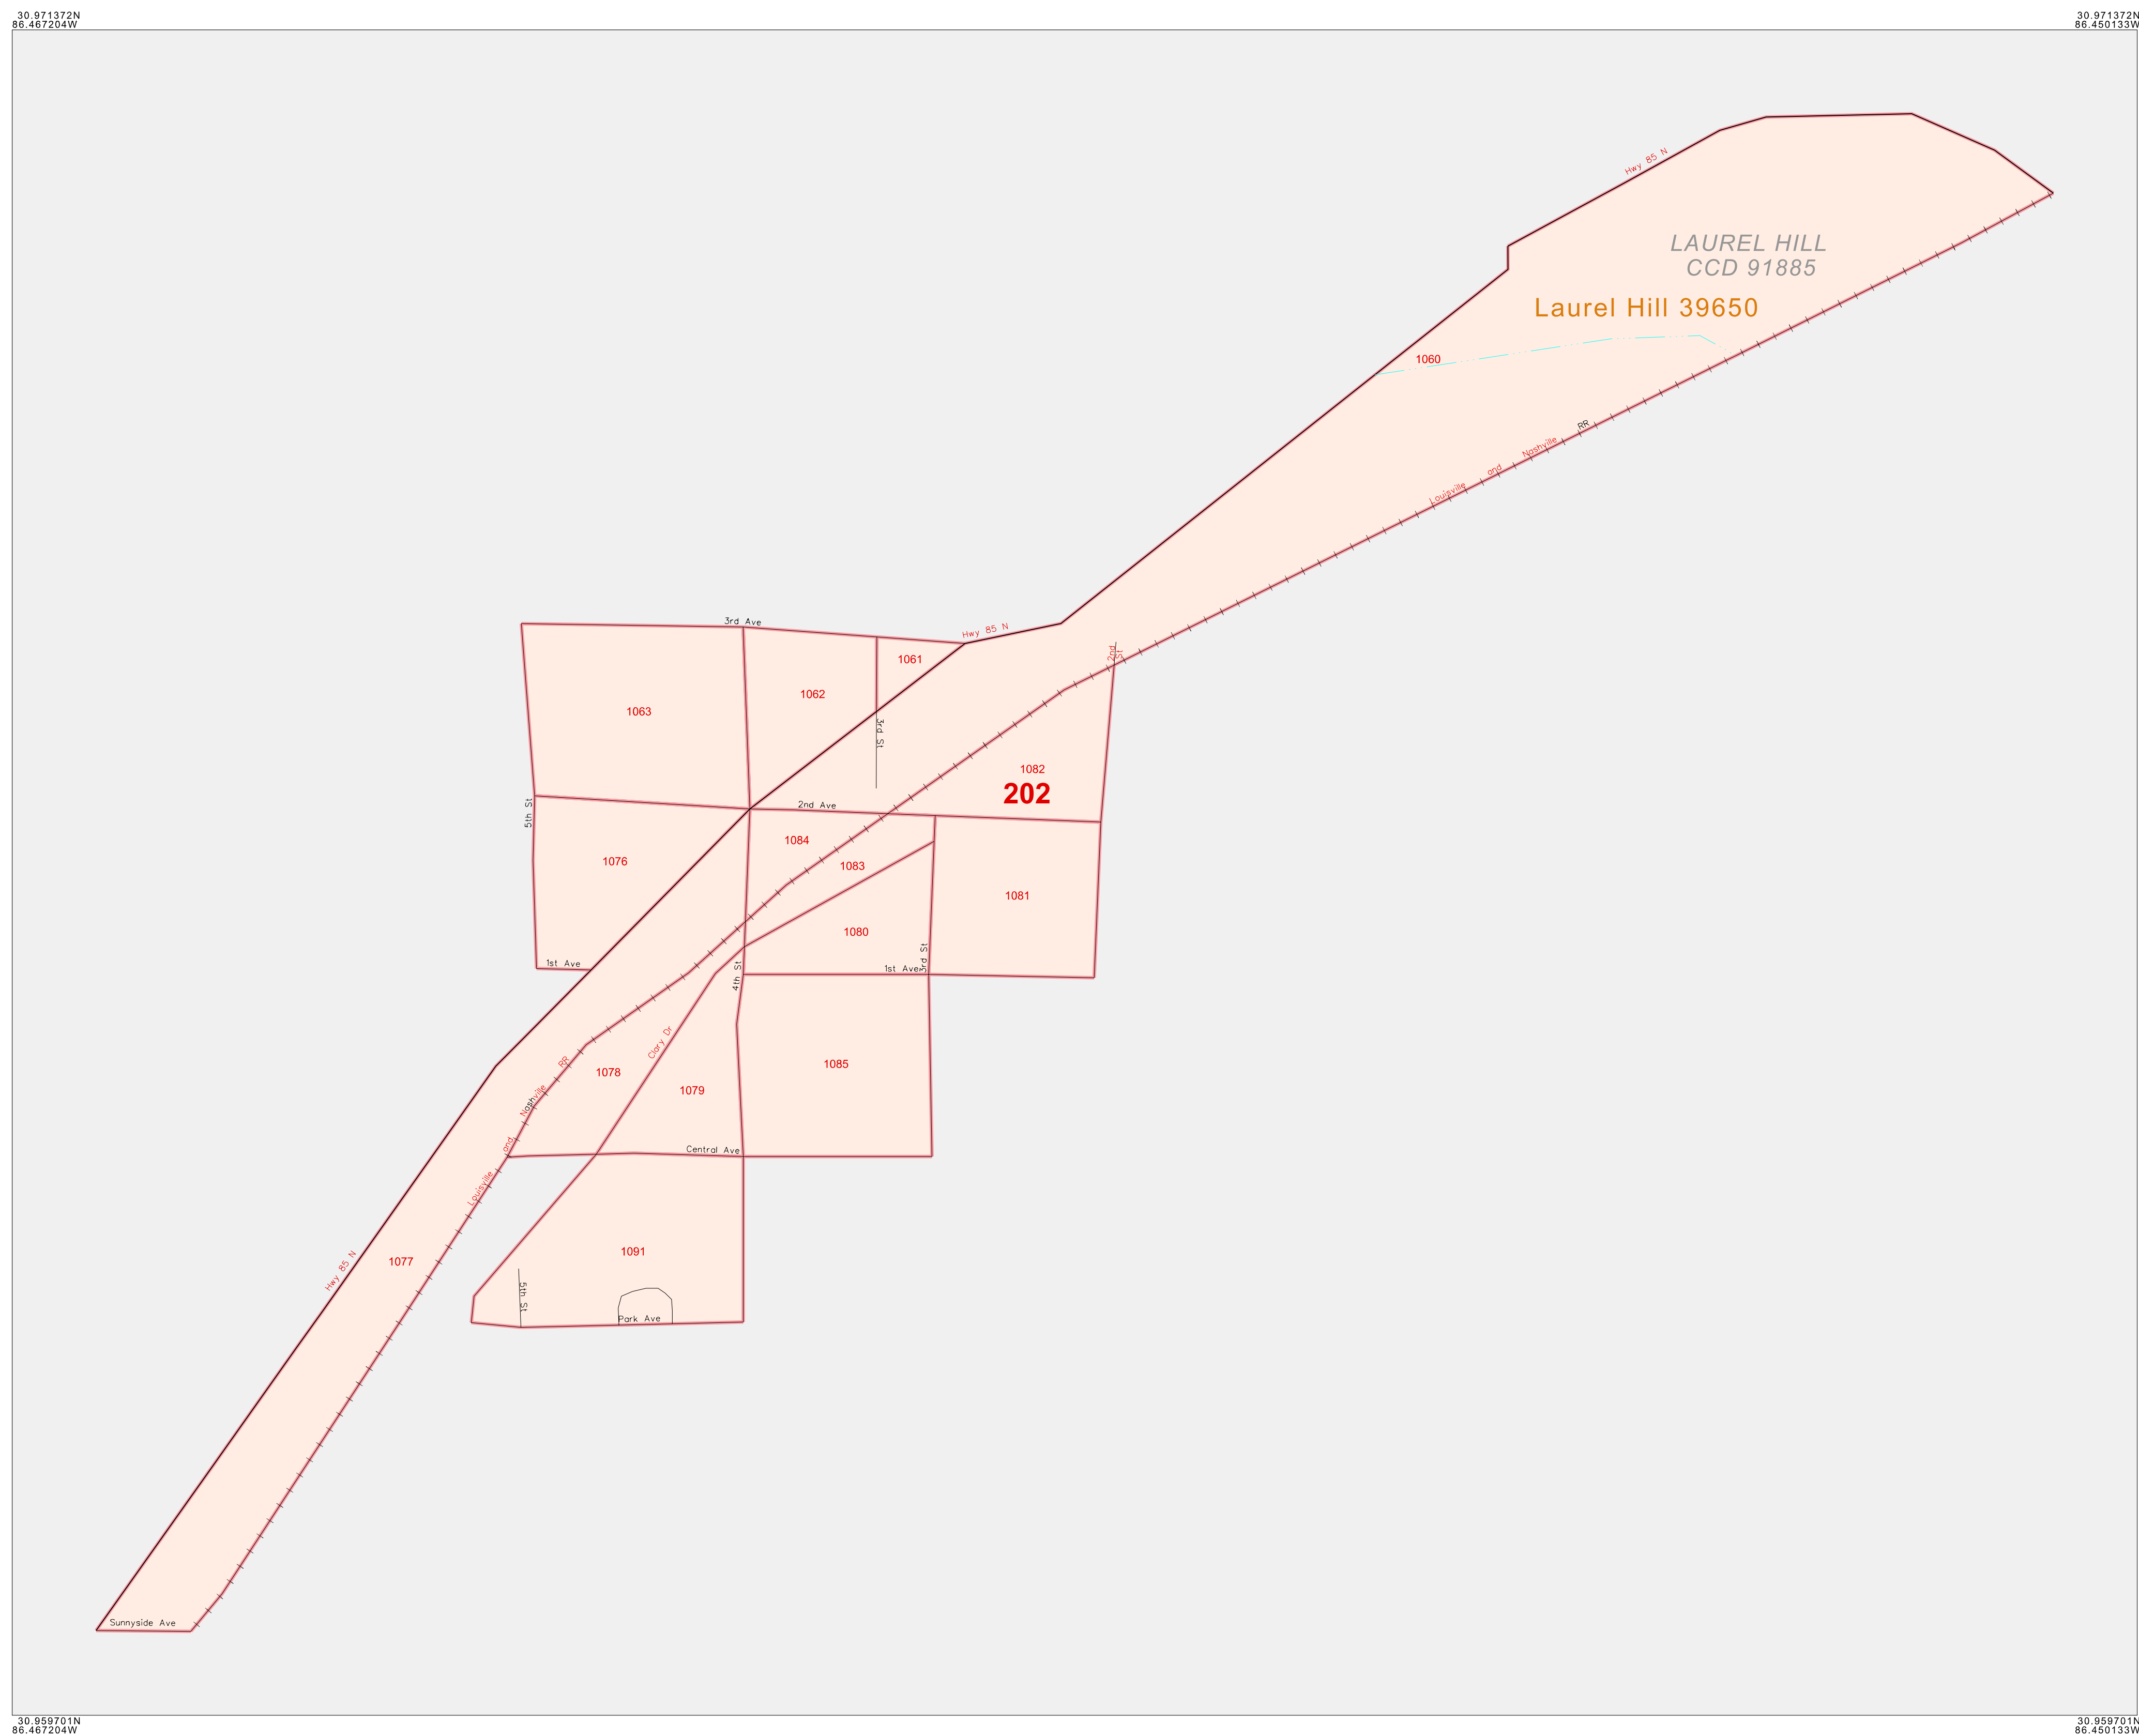 30.971372N
86.467204W
30.971372N
86.450133W
Hwy 85 N
LAUREL HILL
CCD 91885
Laurel Hill 39650
1060
RR
Nashville
and
Louisville
3rd Ave
Hwy 85 N
2nd
St
1061
1062
1063
3rd St
1082
202
2nd Ave
5th St
1084
1076
1083
1081
1080
1st Ave
4th St
1st Ave
3rd St
Clary Dr
RR
1085
1078
1079
Nashville
and
Central Ave
Louisville
Hwy 85 N
1077
1091
5th St
Park Ave
Sunnyside Ave
30.959701N
86.467204W
30.959701N
86.450133W